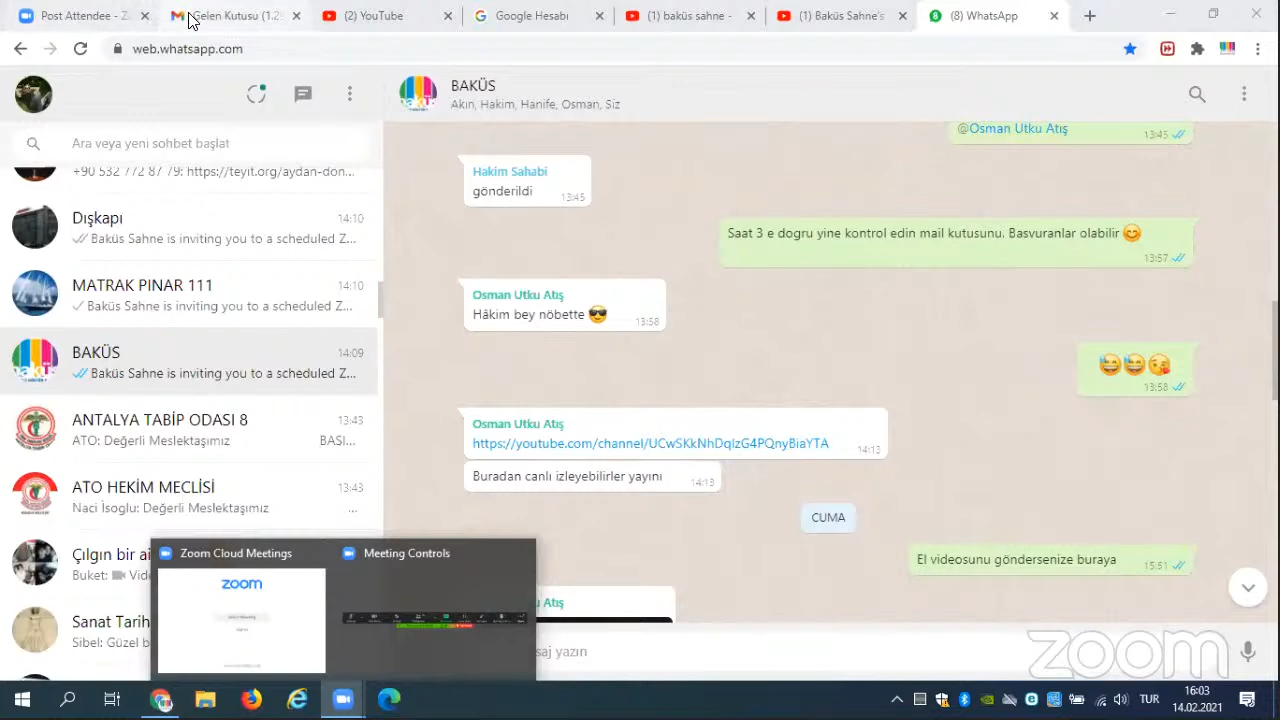 Post Attendee - Z
Gelen Kutusu (1.2
(2) YouTube
Google Hesabı
(1) baküs sahne -
(1) Baküs Sahne's
(8) WhatsApp
web.whatsapp.com
BAKÜS
Akın, Hakim, Hanife, Osman, Siz
Ara veya yeni sohbet başlat
+90 532 772 87 79: https://teyit.org/aydan-don...
Dışkapı
14:10
Baküs Sahne is inviting you to a scheduled Z...
MATRAK PINAR 111
14:10
Baküs Sahne is inviting you to a scheduled Z...
BAKÜS
14:09
Baküs Sahne is inviting you to a scheduled Z...
ANTALYA TABİP ODASI 8
13:43
ATO: Değerli Meslektaşımız BASI...
ATO HEKİM MECLİSİ
13:43
Naci İsoglu: Değerli Meslektaşımız ...
Çılgın bir ai
Buket: Vide
Sanat Tarih
Sibel: Güzel b
@Osman Utku Atış
13:45
Hakim Sahabi
gönderildi
13:45
Saat 3 e dogru yine kontrol edin mail kutusunu. Basvuranlar olabilir
13:57
Osman Utku Atış
Hâkim bey nöbette
13:58
13:58
Osman Utku Atış
https://youtube.com/channel/UCwSKkNhDqlzG4PQnyBiaYTA
14:13
Buradan canlı izleyebilirler yayını
14:13
CUMA
El videosunu göndersenize buraya
15:51
u Atış
saj yazın
Zoom Cloud Meetings
Meeting Controls
zoom
zoom
TUR
16:03
14.02.2021